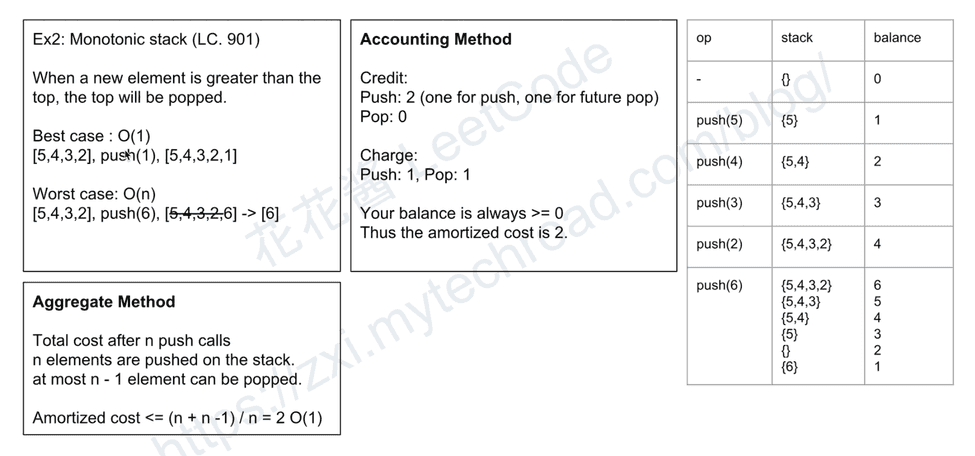 Ex2: Monotonic stack (LC. 901)
When a new element is greater than the
top, the top will be popped.
Best case : O(1)
[5,4,3,2], push(1), [5,4,3,2,1]
Worst case: O(n)
[5,4,3,2], push(6), [5,4,3,2,6] -> [6]
Aggregate Method
Total cost after n push calls
n elements are pushed on the stack.
at most n - 1 element can be popped.
Amortized cost <= (n + n -1) / n = 2 O(1)
Accounting Method
Credit:
Push: 2 (one for push, one for future pop)
Pop: 0
Charge:
Push: 1, Pop: 1
Your balance is always >= 0
Thus the amortized cost is 2.
op stack balance
- {} 0
push(5) {5} 1
push(4) {5,4} 2
push(3) {5,4,3} 3
push(2) {5,4,3,2} 4
push(6) {5,4,3,2} 6
{5,4,3} 5
{5,4} 4
{5} 3
{} 2
{6} 1
花花酱 LeetCode
https://zxi.mytechroad.com/blog/